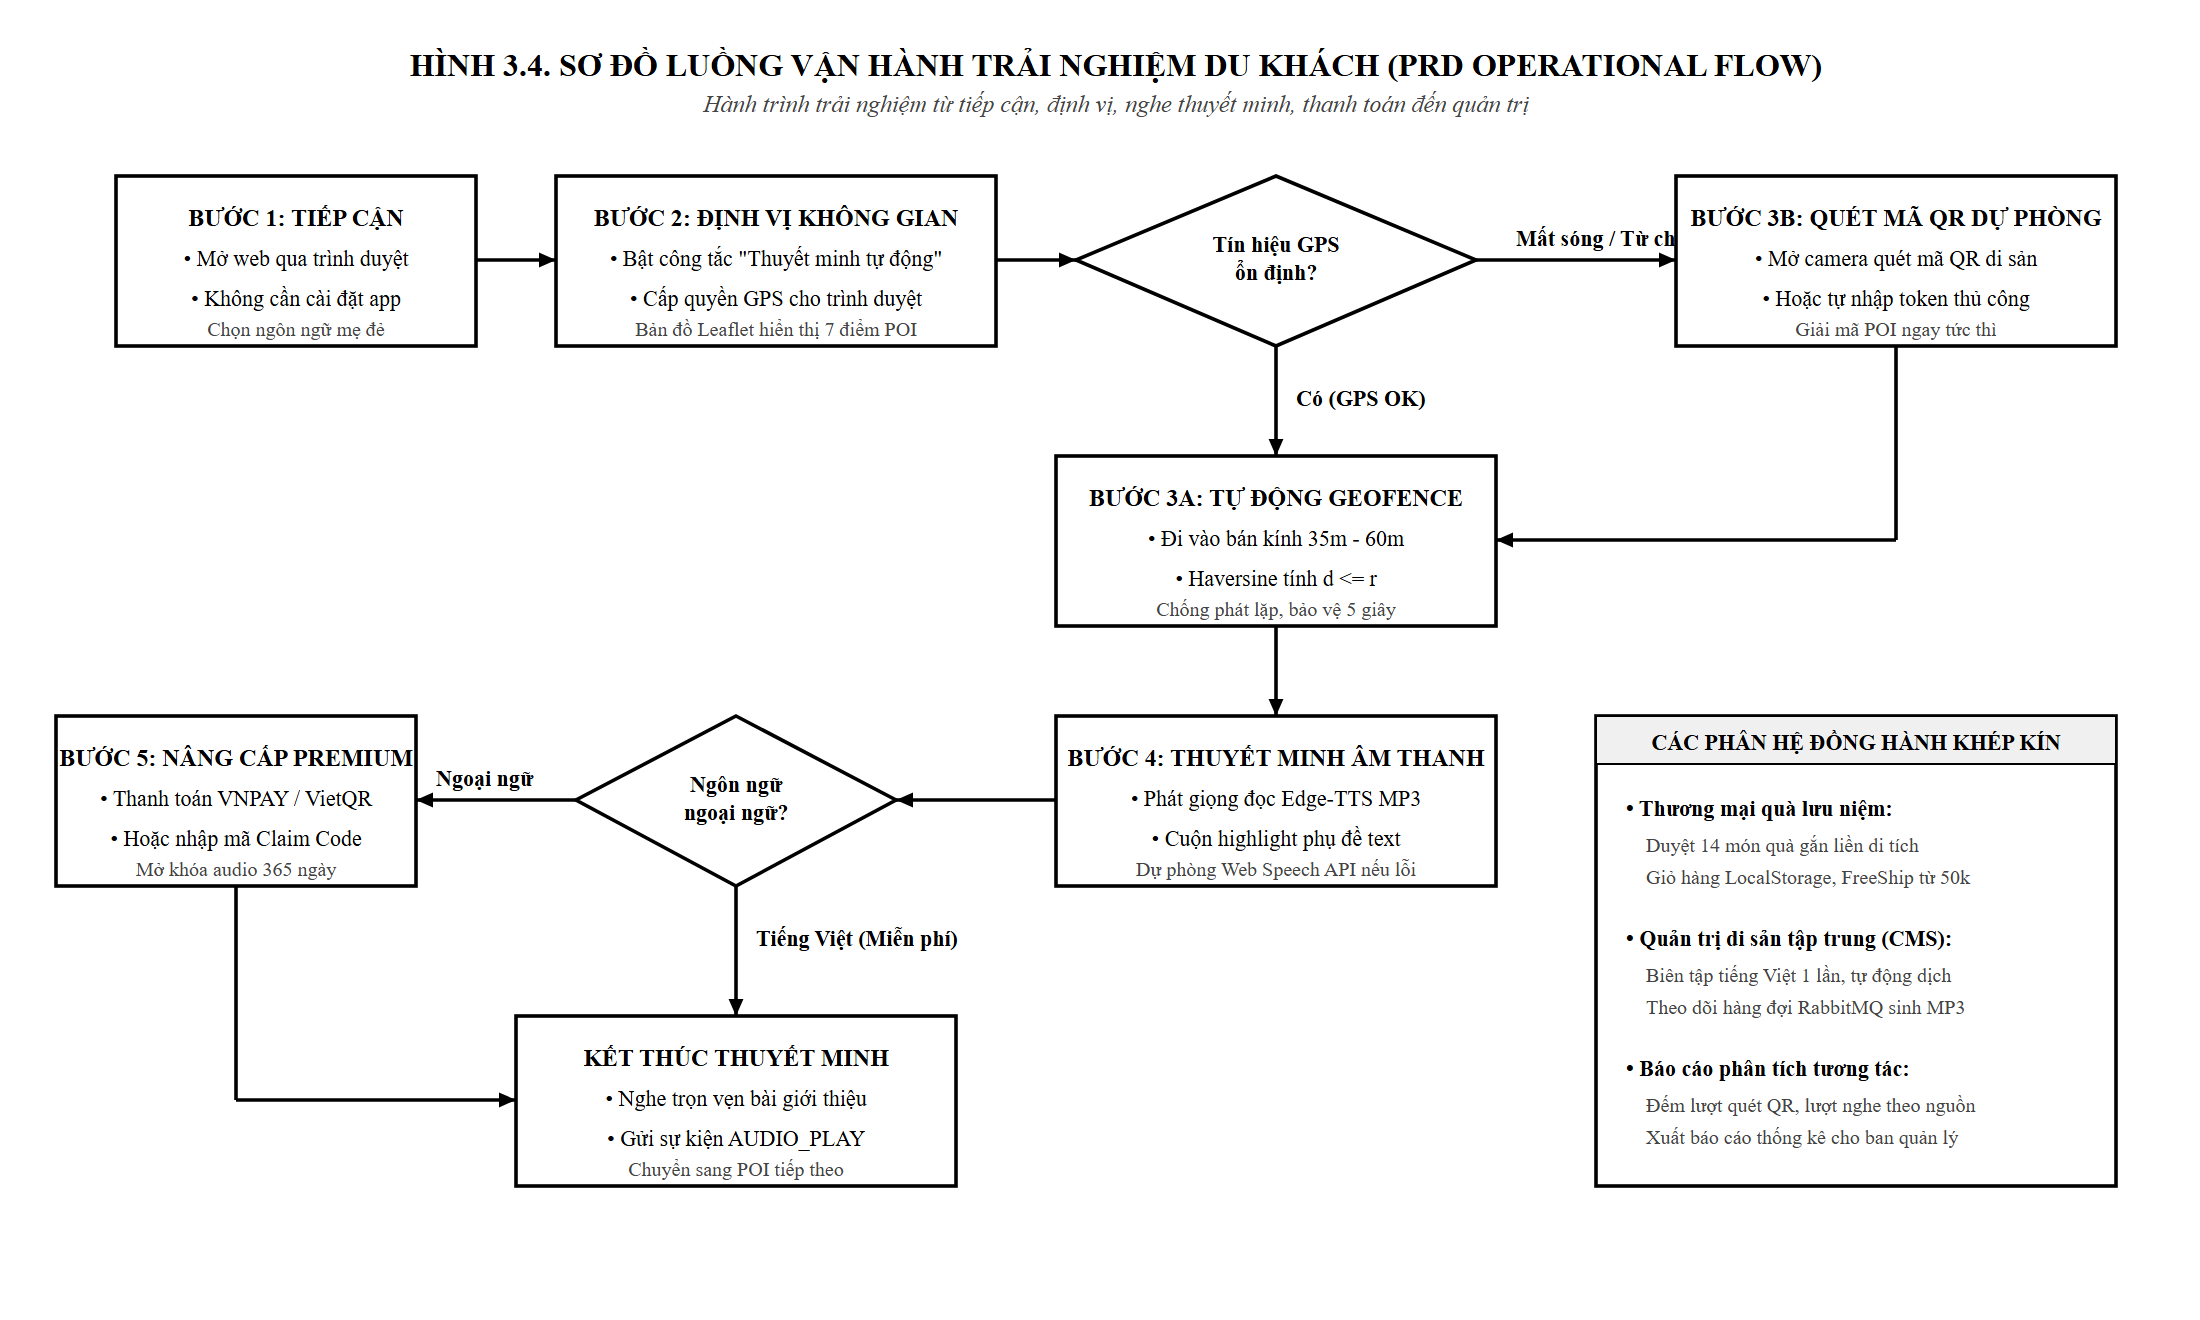 HÌNH 3.4. SƠ ĐỒ LUỒNG VẬN HÀNH TRẢI NGHIỆM DU KHÁCH (PRD OPERATIONAL FLOW)
Hành trình trải nghiệm từ tiếp cận, định vị, nghe thuyết minh, thanh toán đến quản trị
BƯỚC 1: TIẾP CẬN
• Mở web qua trình duyệt
• Không cần cài đặt app
Chọn ngôn ngữ mẹ đẻ
BƯỚC 2: ĐỊNH VỊ KHÔNG GIAN
• Bật công tắc "Thuyết minh tự động"
• Cấp quyền GPS cho trình duyệt
Bản đồ Leaflet hiển thị 7 điểm POI
Tín hiệu GPS
ổn định?
Mất sóng / Từ ch
BƯỚC 3B: QUÉT MÃ QR DỰ PHÒNG
• Mở camera quét mã QR di sản
• Hoặc tự nhập token thủ công
Giải mã POI ngay tức thì
Có (GPS OK)
BƯỚC 3A: TỰ ĐỘNG GEOFENCE
• Đi vào bán kính 35m - 60m
• Haversine tính d <= r
Chống phát lặp, bảo vệ 5 giây
BƯỚC 5: NÂNG CẤP PREMIUM
• Thanh toán VNPAY / VietQR
• Hoặc nhập mã Claim Code
Mở khóa audio 365 ngày
Ngoại ngữ
Ngôn ngữ
ngoại ngữ?
BƯỚC 4: THUYẾT MINH ÂM THANH
• Phát giọng đọc Edge-TTS MP3
• Cuộn highlight phụ đề text
Dự phòng Web Speech API nếu lỗi
Tiếng Việt (Miễn phí)
KẾT THÚC THUYẾT MINH
• Nghe trọn vẹn bài giới thiệu
• Gửi sự kiện AUDIO_PLAY
Chuyển sang POI tiếp theo
CÁC PHÂN HỆ ĐỒNG HÀNH KHÉP KÍN
• Thương mại quà lưu niệm:
Duyệt 14 món quà gắn liền di tích
Giỏ hàng LocalStorage, FreeShip từ 50k
• Quản trị di sản tập trung (CMS):
Biên tập tiếng Việt 1 lần, tự động dịch
Theo dõi hàng đợi RabbitMQ sinh MP3
• Báo cáo phân tích tương tác:
Đếm lượt quét QR, lượt nghe theo nguồn
Xuất báo cáo thống kê cho ban quản lý